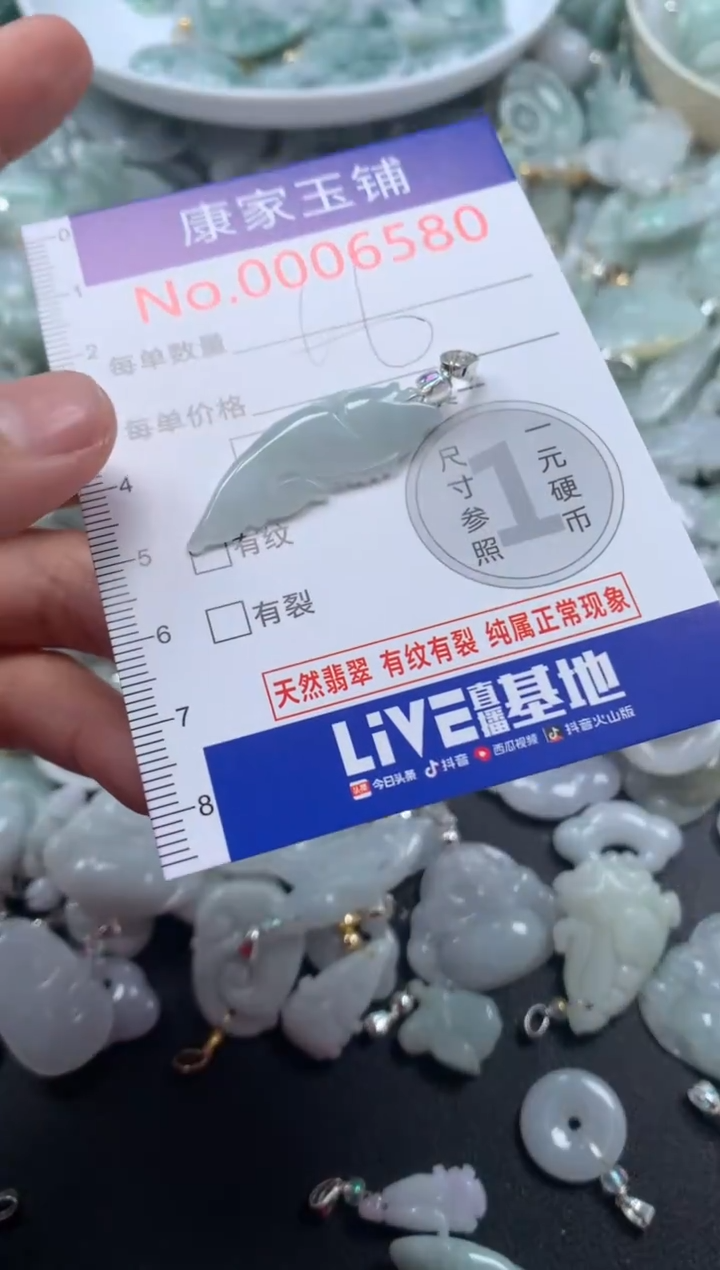 康家玉铺
No.0006580
0
1
2
每单数量
16
每单价格
4
5
6
7
8
有纹
有裂
尺寸参照
1
一元硬币
天然翡翠 有纹有裂 纯属正常现象
LiVE直播基地
头条 今日头条 抖音 西瓜视频 抖音火山版